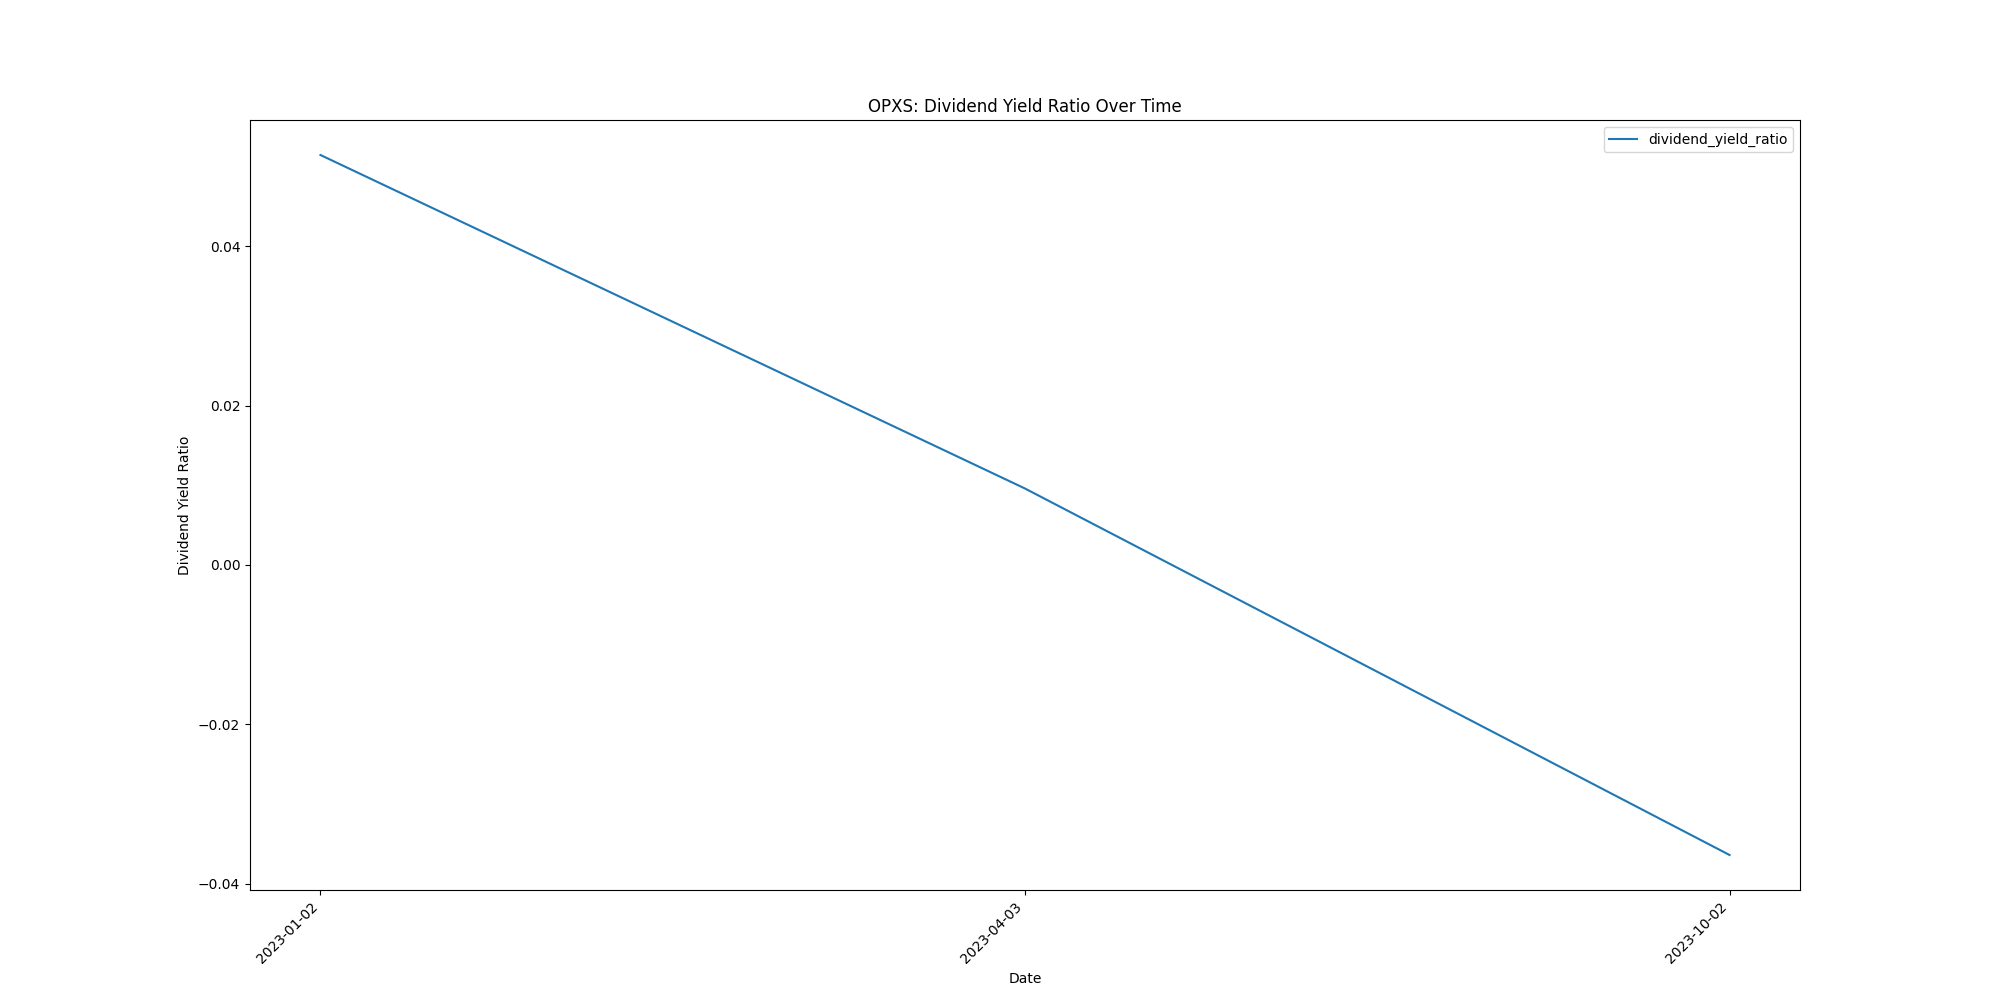 OPXS: Dividend Yield Ratio Over Time
dividend_yield_ratio
0.04
0.02
0.00
−0.02
−0.04
Dividend Yield Ratio
2023-01-02
2023-04-03
2023-10-02
Date